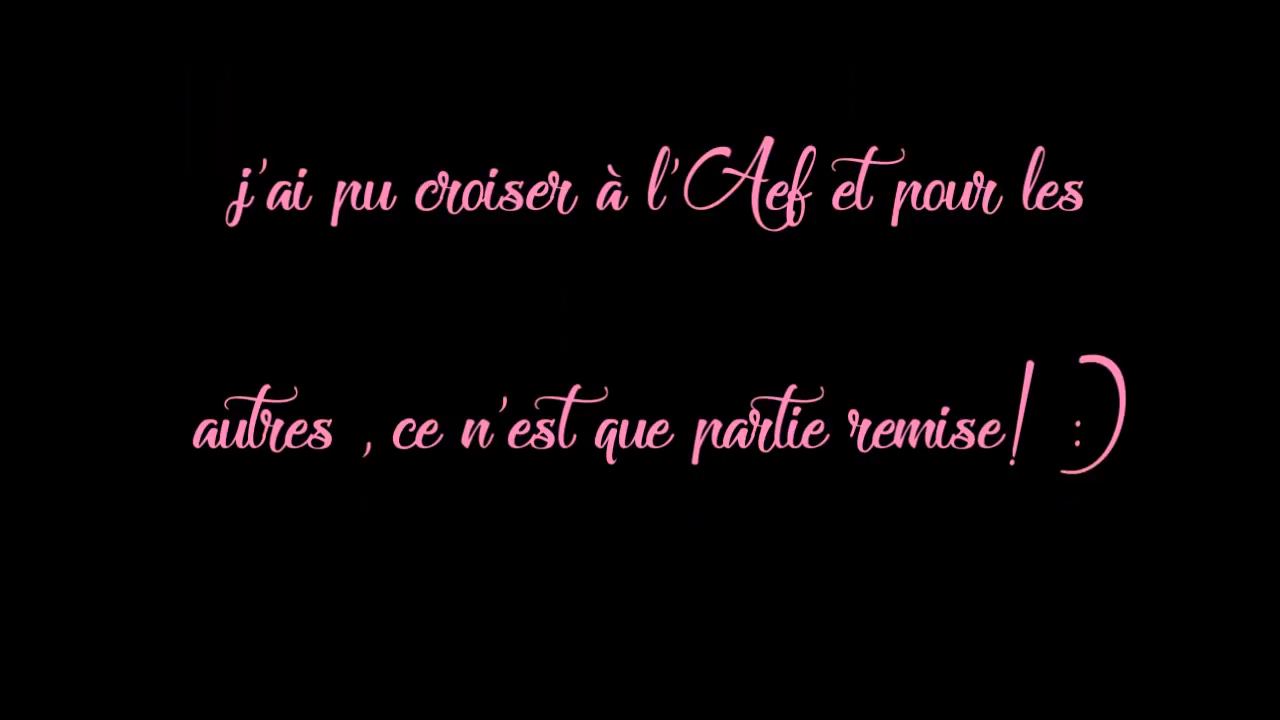 j'ai pu croiser à l'Aef et pour les
autres , ce n'est que partie remise! :)